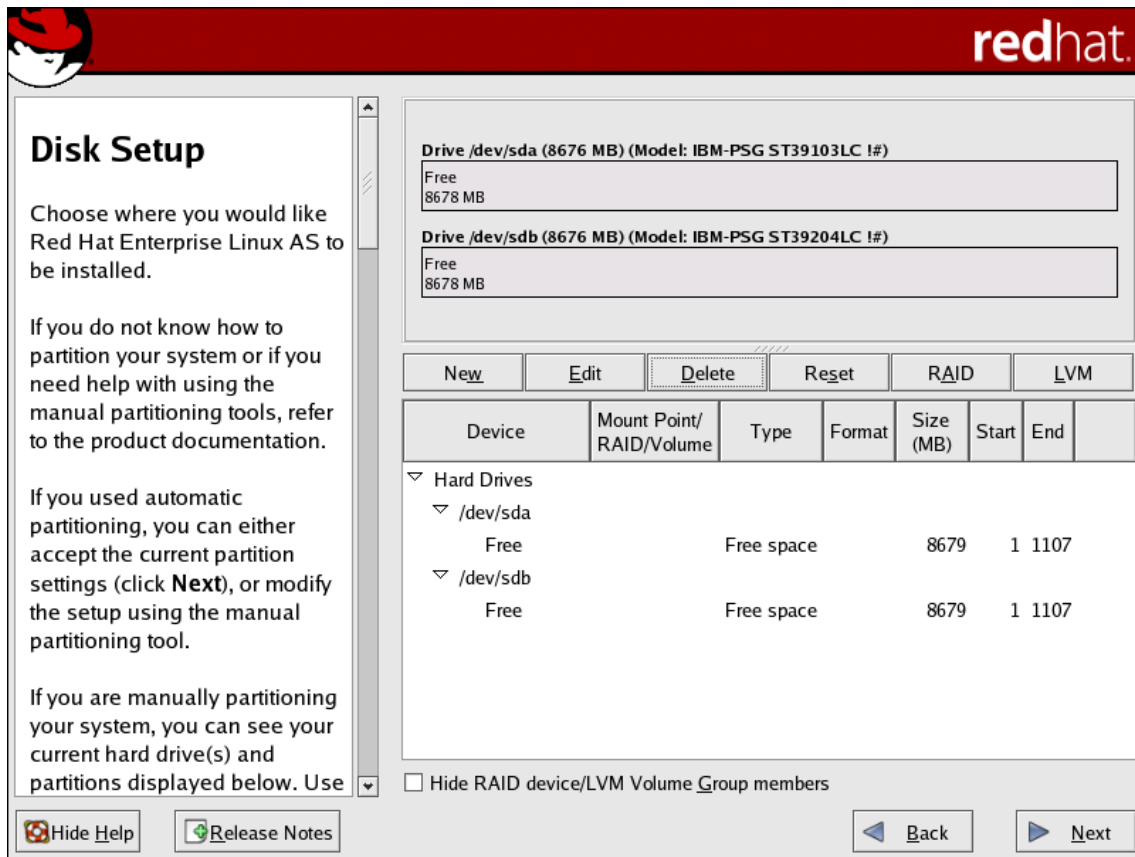 redhat.
Disk Setup
Choose where you would like
Red Hat Enterprise Linux AS to
be installed.
If you do not know how to
partition your system or if you
need help with using the
manual partitioning tools, refer
to the product documentation.
If you used automatic
partitioning, you can either
accept the current partition
settings (click Next), or modify
the setup using the manual
partitioning tool.
If you are manually partitioning
your system, you can see your
current hard drive(s) and
partitions displayed below. Use
Drive /dev/sda (8676 MB) (Model: IBM-PSG ST39103LC !#)
Free
8678 MB
Drive /dev/sdb (8676 MB) (Model: IBM-PSG ST39204LC !#)
Free
8678 MB
New Edit Delete Reset RAID LVM
Device Mount Point/ RAID/Volume Type Format Size (MB) Start End
Hard Drives
/dev/sda
Free Free space 8679 1 1107
/dev/sdb
Free Free space 8679 1 1107
Hide RAID device/LVM Volume Group members
Hide Help Release Notes Back Next